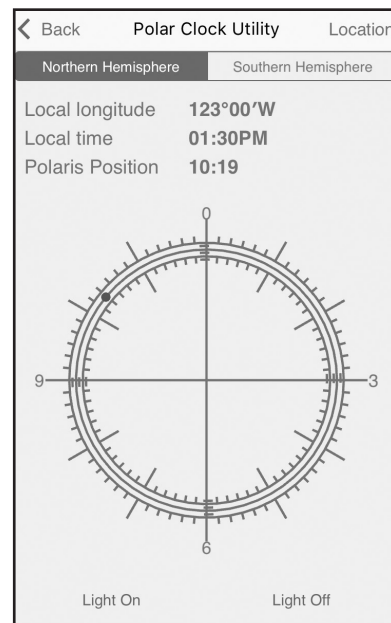 Back Polar Clock Utility Location
Northern Hemisphere Southern Hemisphere
Local longitude 123°00′W
Local time 01:30PM
Polaris Position 10:19
0
9 3
6
Light On Light Off